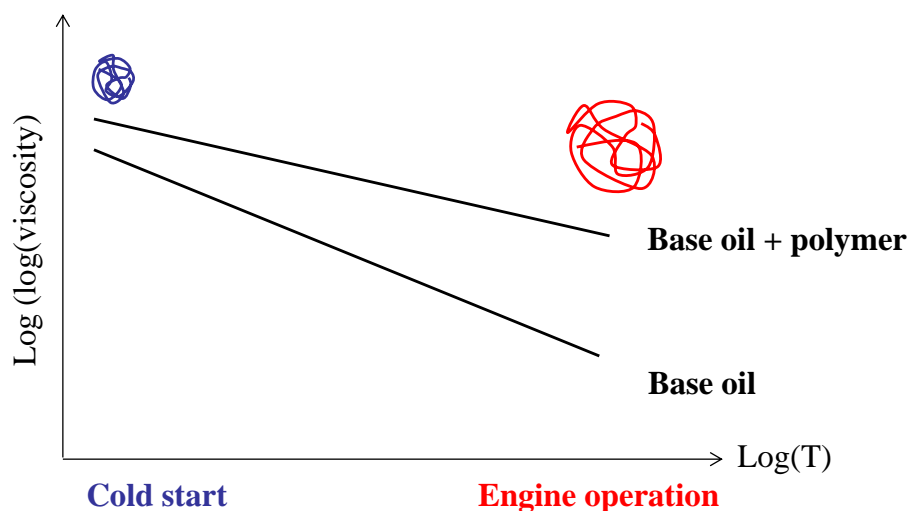 Log (log(viscosity)
Base oil + polymer
Base oil
Log(T)
Cold start
Engine operation